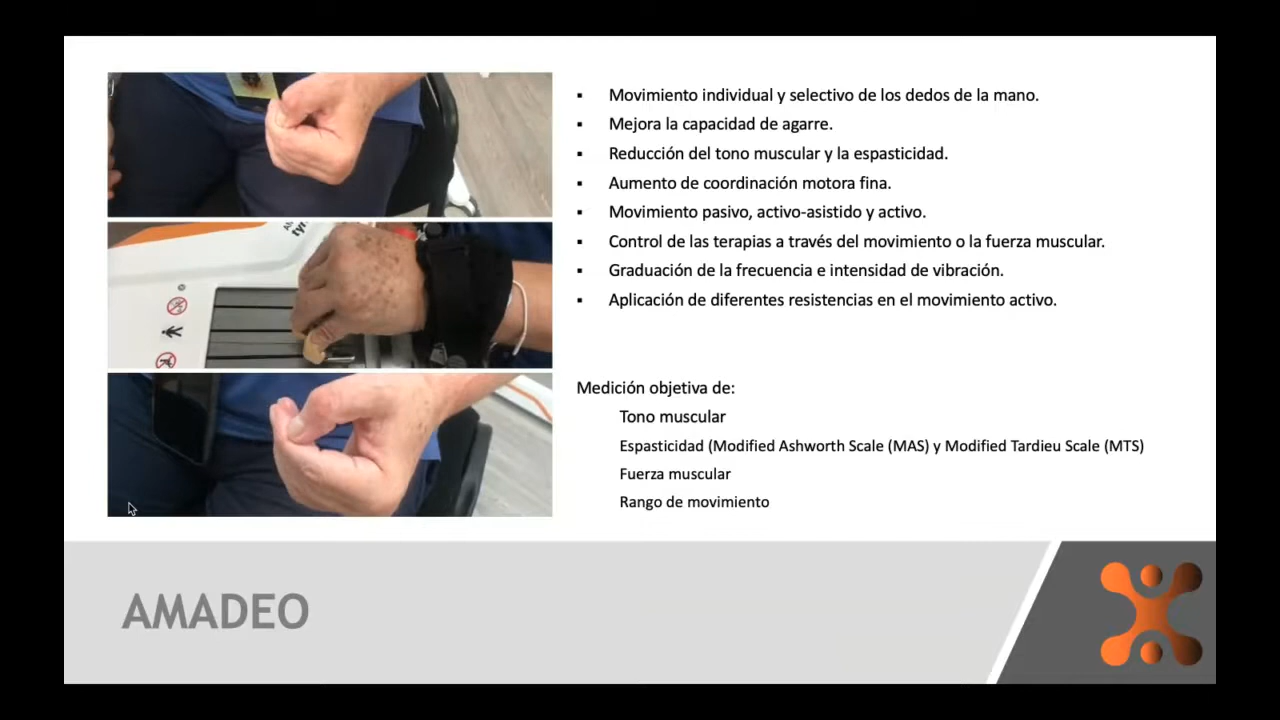 ▪ Movimiento individual y selectivo de los dedos de la mano.
▪ Mejora la capacidad de agarre.
▪ Reducción del tono muscular y la espasticidad.
▪ Aumento de coordinación motora fina.
▪ Movimiento pasivo, activo-asistido y activo.
▪ Control de las terapias a través del movimiento o la fuerza muscular.
▪ Graduación de la frecuencia e intensidad de vibración.
▪ Aplicación de diferentes resistencias en el movimiento activo.
Medición objetiva de:
Tono muscular
Espasticidad (Modified Ashworth Scale (MAS) y Modified Tardieu Scale (MTS)
Fuerza muscular
Rango de movimiento
AMADEO